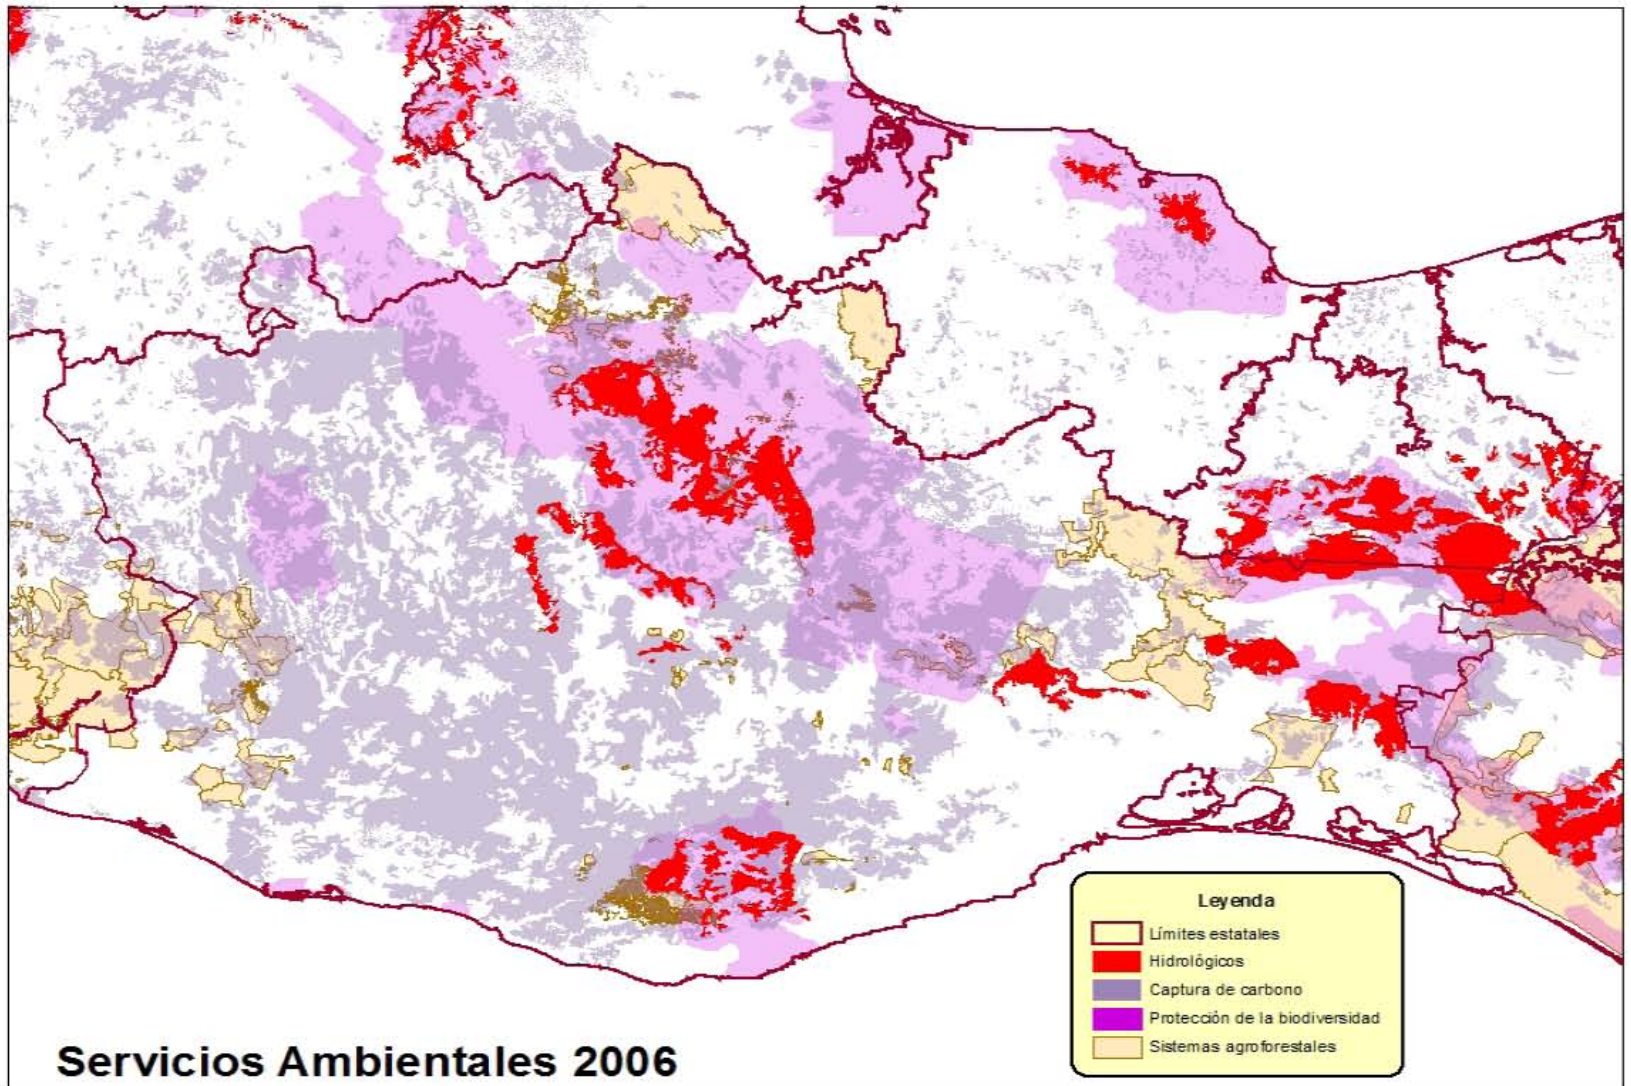 Leyenda
Límites estatales
Hidrológicos
Captura de carbono
Protección de la biodiversidad
Sistemas agroforestales
Servicios Ambientales 2006